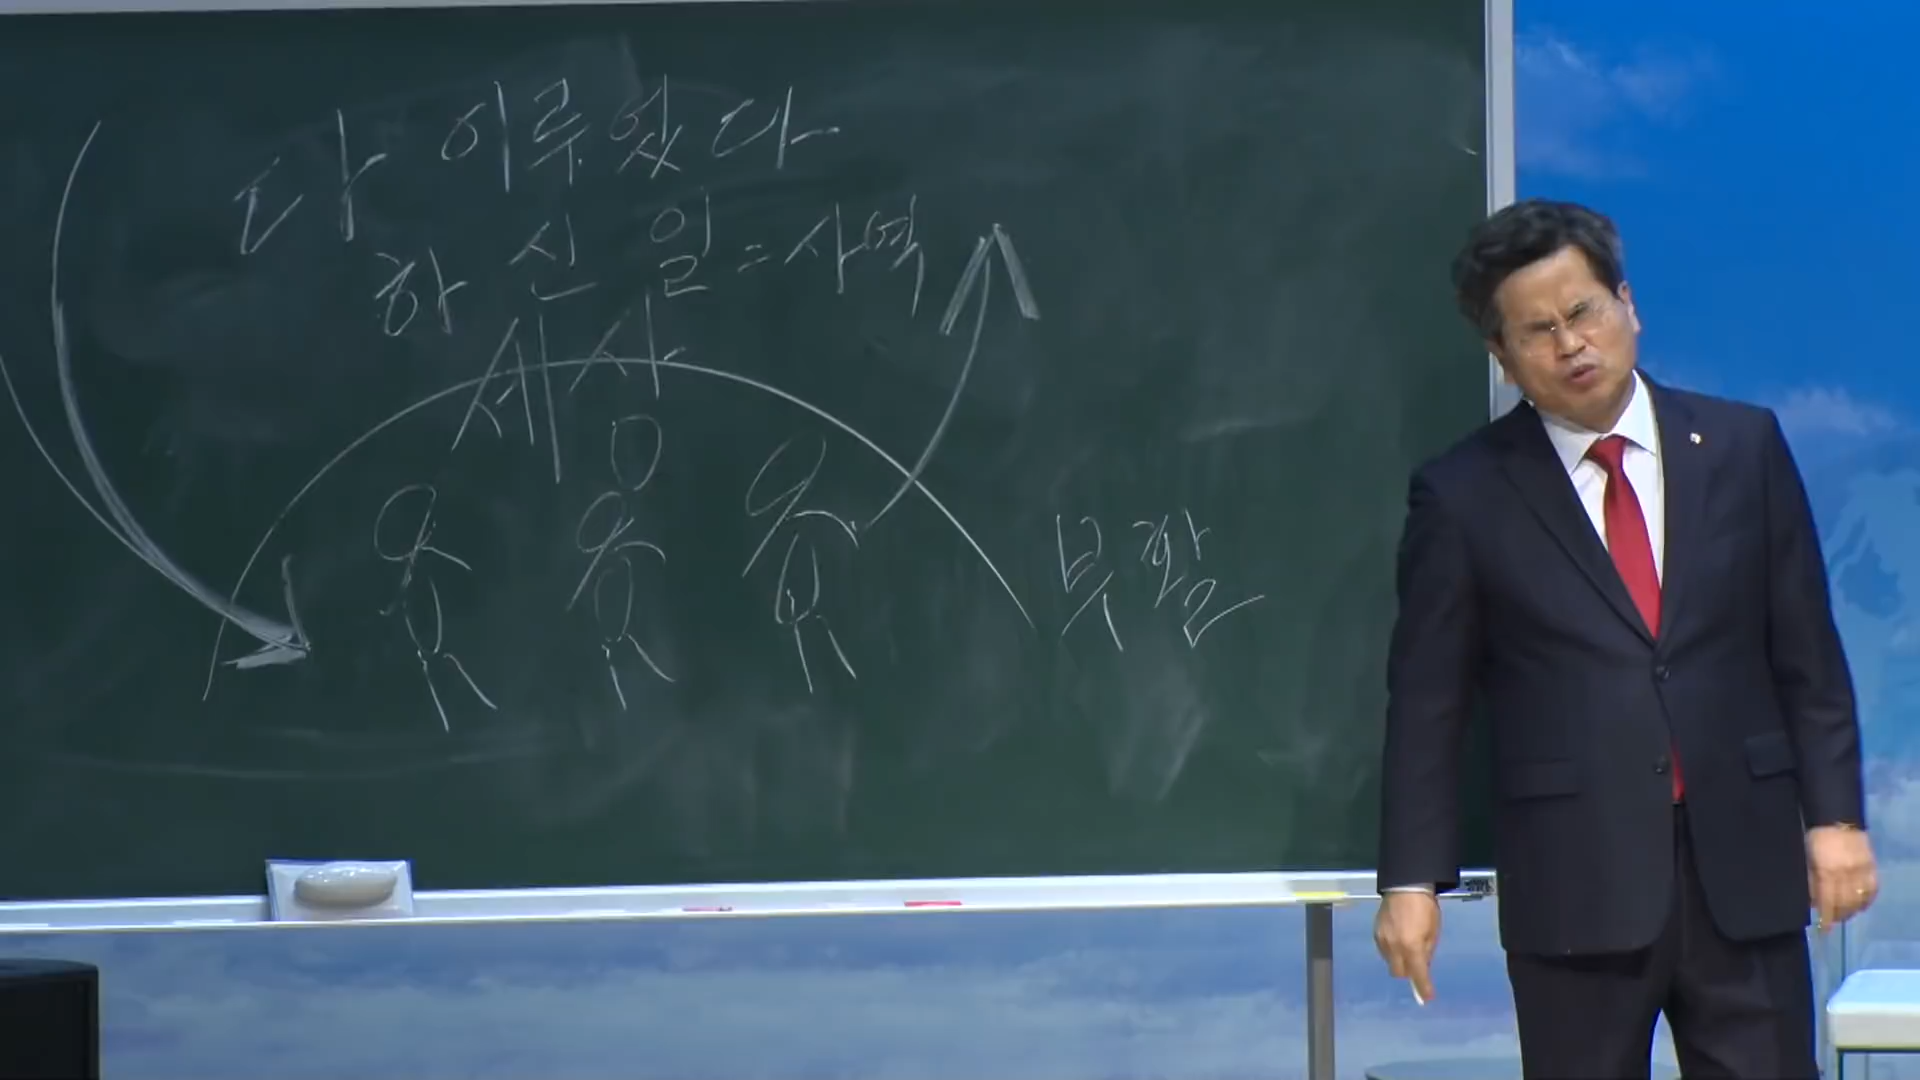 다 이루었다
하신 일 = 사역
세상
부활